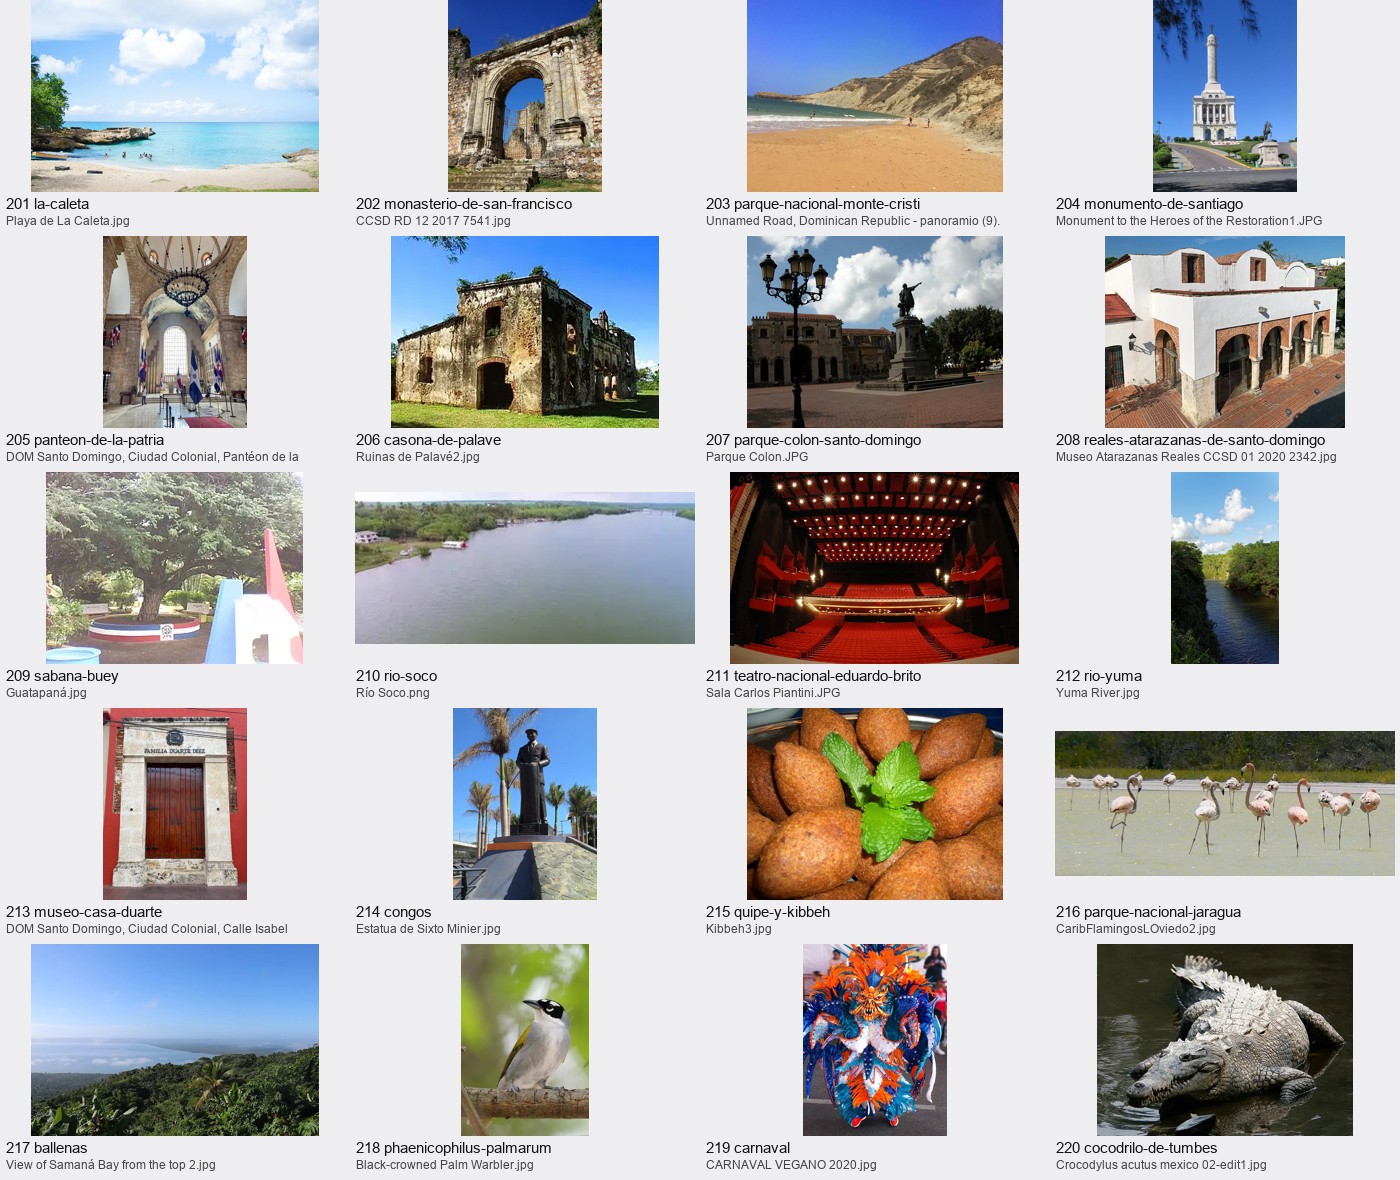 201 la-caleta
Playa de La Caleta.jpg
202 monasterio-de-san-francisco
CCSD RD 12 2017 7541.jpg
203 parque-nacional-monte-cristi
Unnamed Road, Dominican Republic - panoramio (9).
204 monumento-de-santiago
Monument to the Heroes of the Restoration1.JPG
205 panteon-de-la-patria
DOM Santo Domingo, Ciudad Colonial, Pantéon de la
206 casona-de-palave
Ruinas de Palavé2.jpg
207 parque-colon-santo-domingo
Parque Colon.JPG
208 reales-atarazanas-de-santo-domingo
Museo Atarazanas Reales CCSD 01 2020 2342.jpg
209 sabana-buey
Guatapaná.jpg
210 rio-soco
Río Soco.png
211 teatro-nacional-eduardo-brito
Sala Carlos Piantini.JPG
212 rio-yuma
Yuma River.jpg
FAMILIA DUARTE DÍEZ
213 museo-casa-duarte
DOM Santo Domingo, Ciudad Colonial, Calle Isabel
214 congos
Estatua de Sixto Minier.jpg
215 quipe-y-kibbeh
Kibbeh3.jpg
216 parque-nacional-jaragua
CaribFlamingosLOviedo2.jpg
217 ballenas
View of Samaná Bay from the top 2.jpg
218 phaenicophilus-palmarum
Black-crowned Palm Warbler.jpg
219 carnaval
CARNAVAL VEGANO 2020.jpg
220 cocodrilo-de-tumbes
Crocodylus acutus mexico 02-edit1.jpg